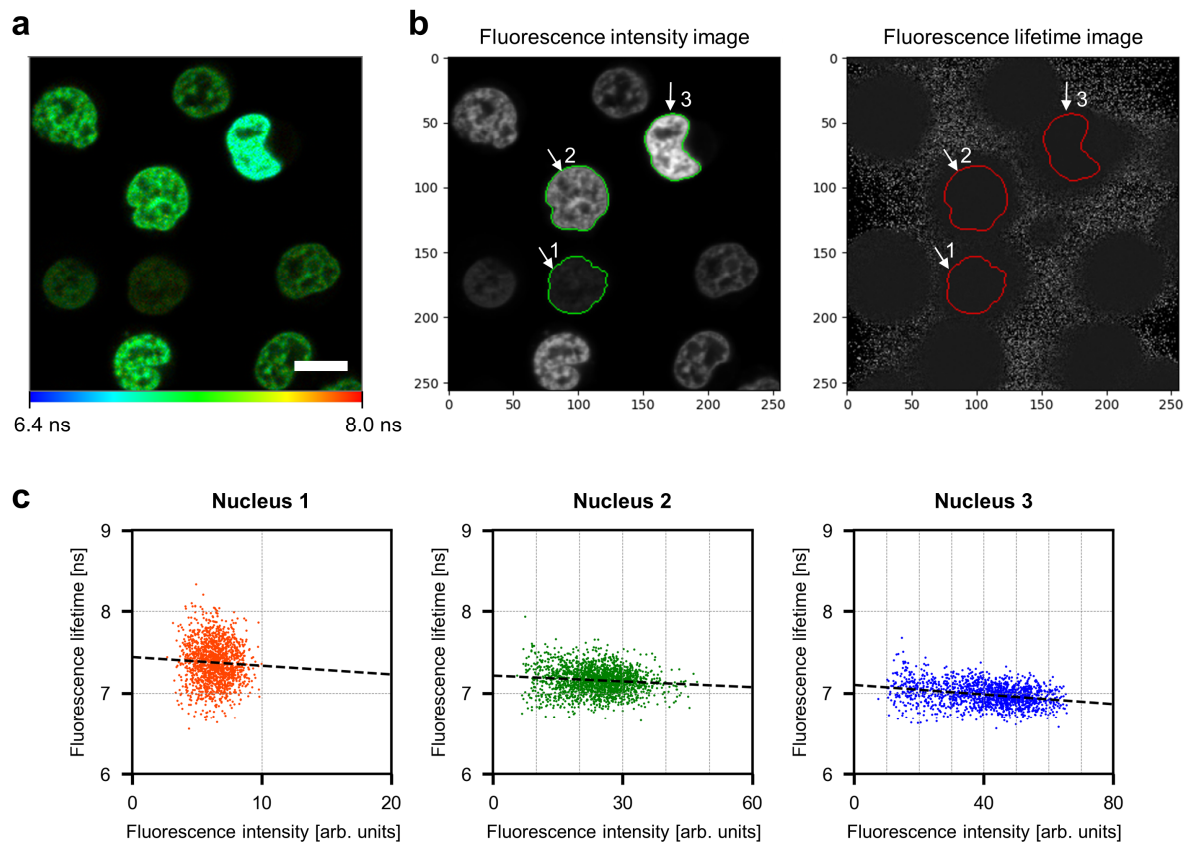 a
6.4 ns 8.0 ns
b
Fluorescence intensity image
0
50
100
150
200
250
0 50 100 150 200 250
1
2
3
Fluorescence lifetime image
0
50
100
150
200
250
0 50 100 150 200 250
1
2
3
c
Nucleus 1
Fluorescence lifetime [ns]
9
8
7
6
0 10 20
Fluorescence intensity [arb. units]
Nucleus 2
Fluorescence lifetime [ns]
9
8
7
6
0 30 60
Fluorescence intensity [arb. units]
Nucleus 3
Fluorescence lifetime [ns]
9
8
7
6
0 40 80
Fluorescence intensity [arb. units]